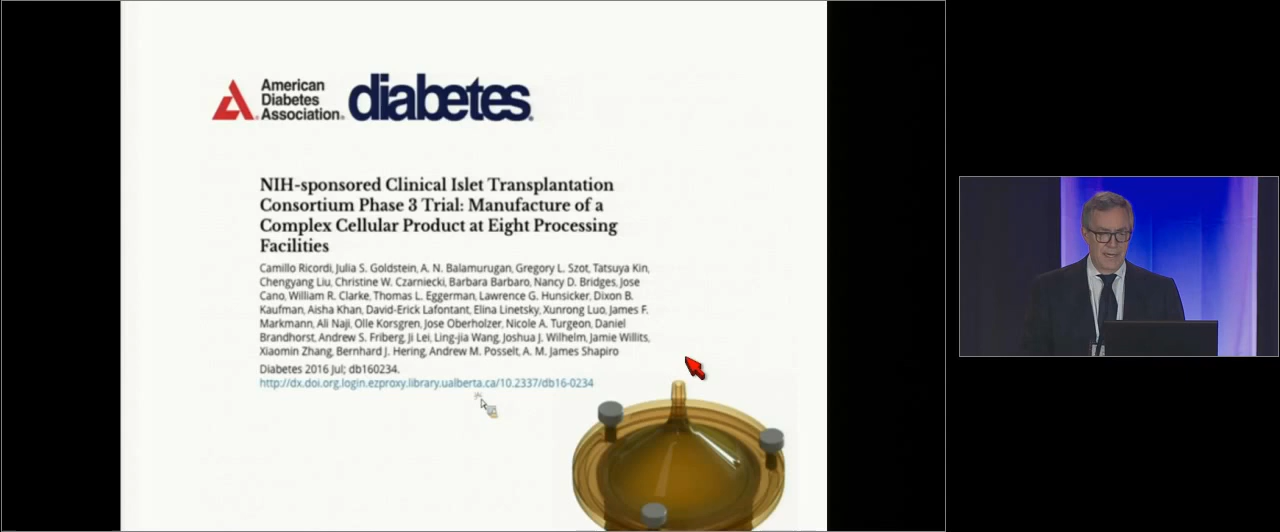 American
Diabetes
Association®
diabetes®
NIH-sponsored Clinical Islet Transplantation
Consortium Phase 3 Trial: Manufacture of a
Complex Cellular Product at Eight Processing
Facilities
Camillo Ricordi, Julia S. Goldstein, A. N. Balamurugan, Gregory L. Szot, Tatsuya Kin,
Chengyang Liu, Christine W. Czarniecki, Barbara Barbaro, Nancy D. Bridges, Jose
Cano, William R. Clarke, Thomas L. Eggerman, Lawrence G. Hunsicker, Dixon B.
Kaufman, Aisha Khan, David-Erick Lafontant, Elina Linetsky, Xunrong Luo, James F.
Markmann, Ali Naji, Olle Korsgren, Jose Oberholzer, Nicole A. Turgeon, Daniel
Brandhorst, Andrew S. Friberg, Ji Lei, Ling-jia Wang, Joshua J. Wilhelm, Jamie Willits,
Xiaomin Zhang, Bernhard J. Hering, Andrew M. Posselt, A. M. James Shapiro
Diabetes 2016 Jul; db160234.
http://dx.doi.org.login.ezproxy.library.ualberta.ca/10.2337/db16-0234